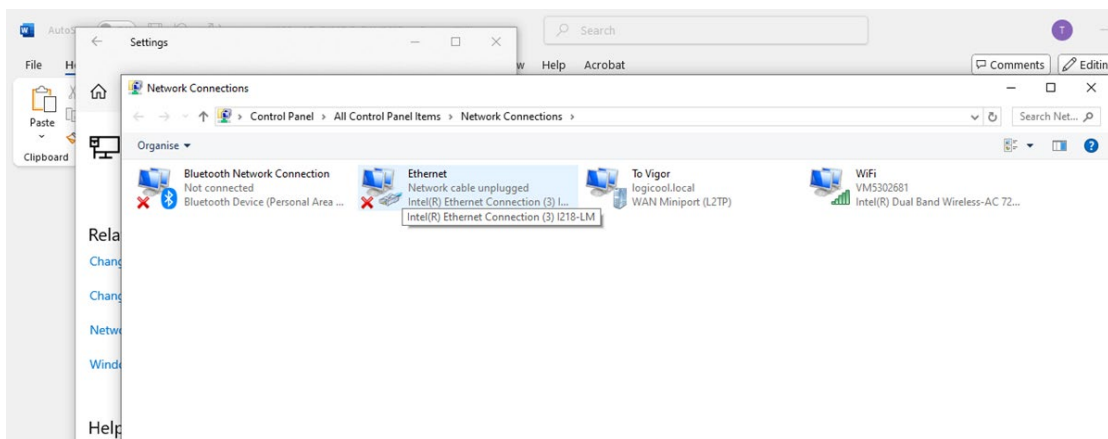 Search
T
Settings
File
Help Acrobat
Comments
Network Connections
Control Panel > All Control Panel Items > Network Connections >
Search Net...
Paste
Clipboard
Organise
Bluetooth Network Connection
Not connected
Bluetooth Device (Personal Area ...
Ethernet
Network cable unplugged
Intel(R) Ethernet Connection (3) I...
Intel(R) Ethernet Connection (3) I218-LM
To Vigor
logicool.local
WAN Miniport (L2TP)
WiFi
VM5302681
Intel(R) Dual Band Wireless-AC 72...
Rela
Chang
Chang
Netwo
Windo
Help